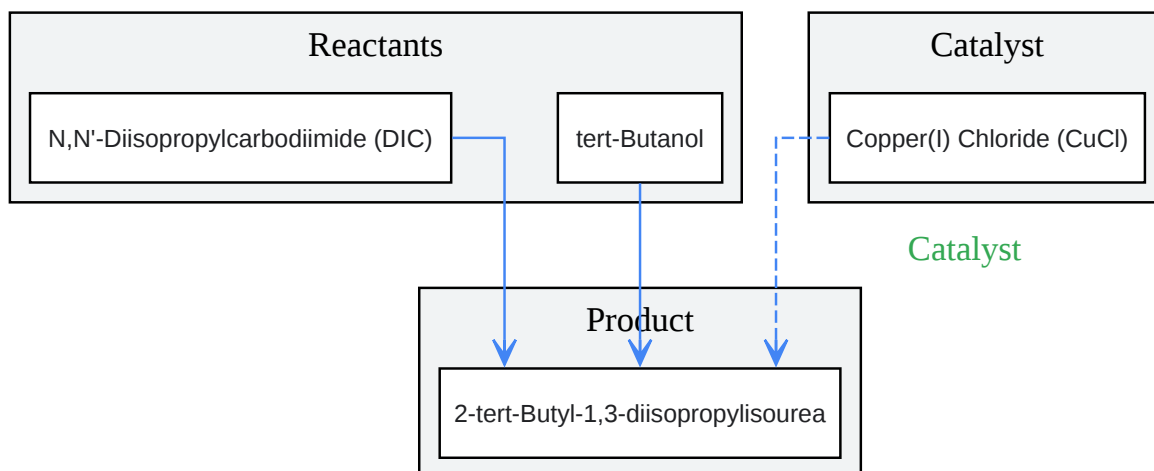 Reactants
Catalyst
N,N'-Diisopropylcarbodiimide (DIC)
tert-Butanol
Copper(I) Chloride (CuCl)
Catalyst
Product
2-tert-Butyl-1,3-diisopropylisourea